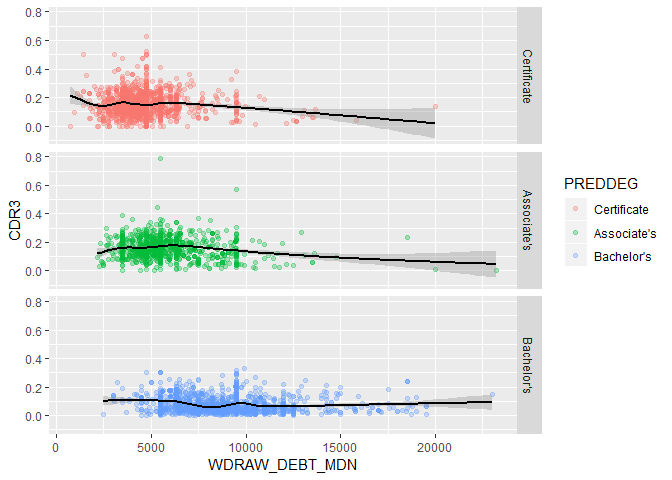 0.8
0.6
0.4
0.2
0.0
Certificate
0.8
0.6
0.4
0.2
0.0
Associate's
0.8
0.6
0.4
0.2
0.0
Bachelor's
CDR3
0
5000
10000
15000
20000
WDRAW_DEBT_MDN
PREDDEG
Certificate
Associate's
Bachelor's